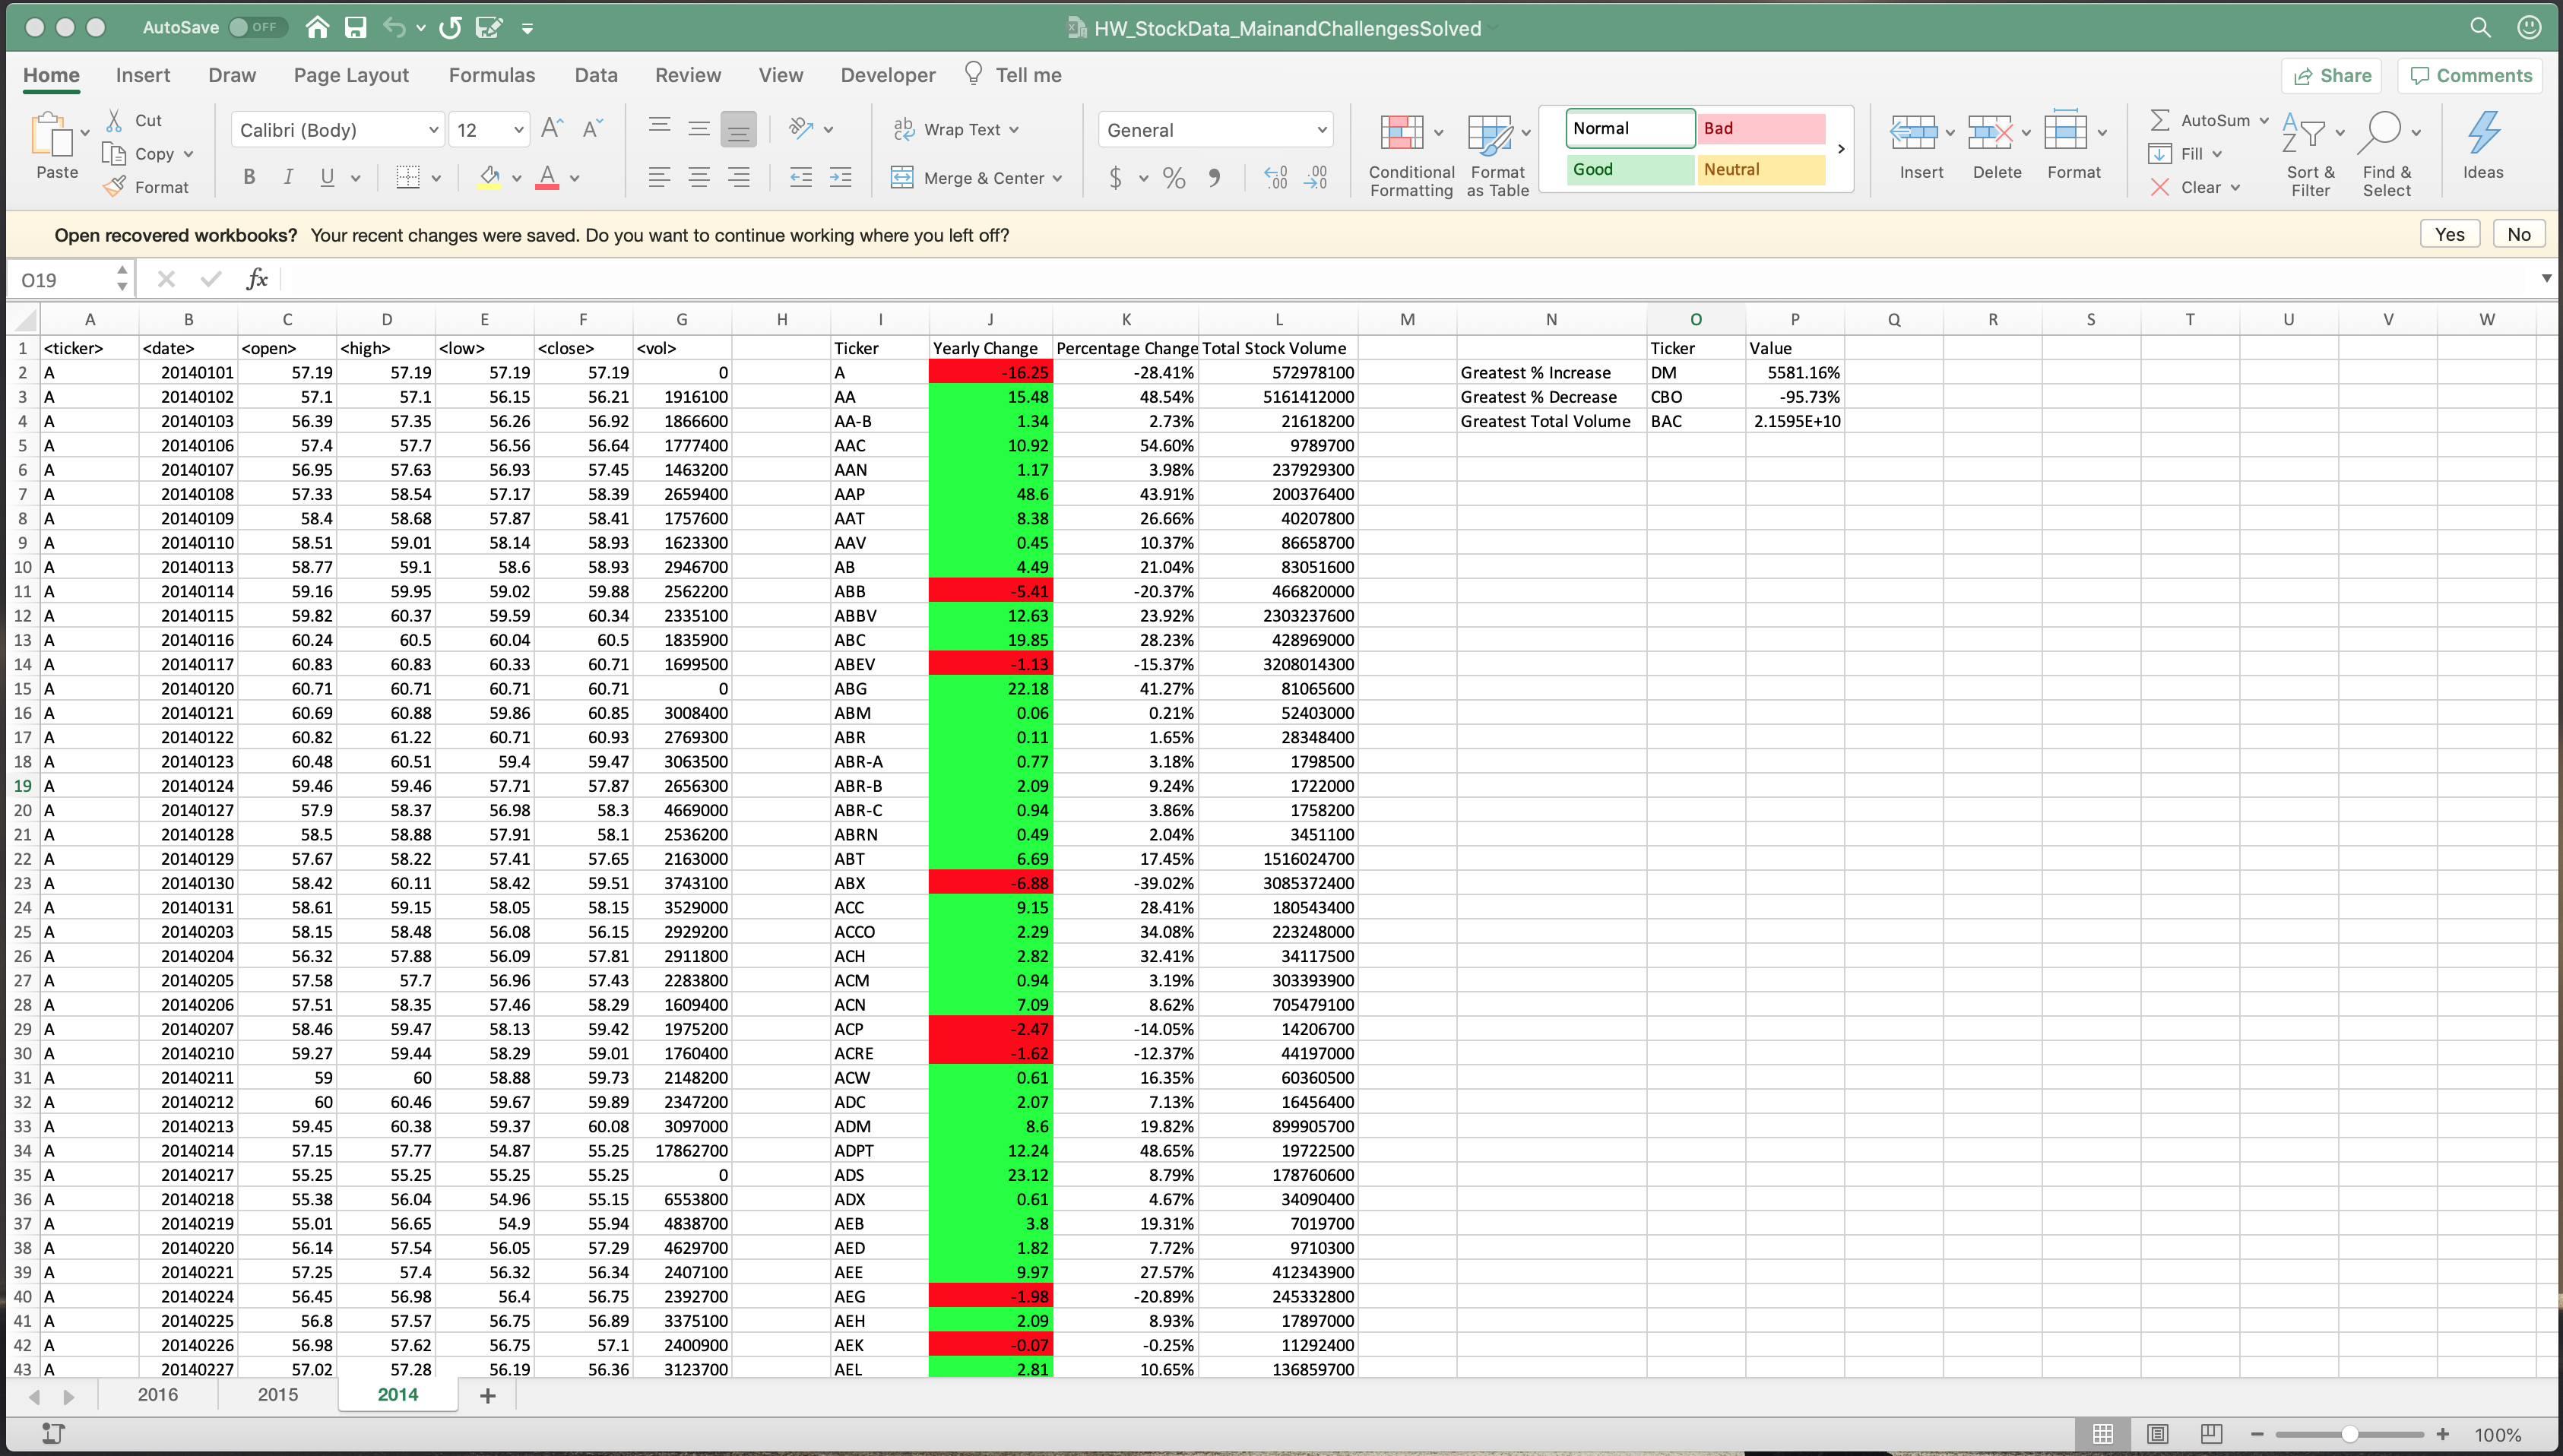 AutoSave OFF HW_StockData_MainandChallengesSolved
Home Insert Draw Page Layout Formulas Data Review View Developer Tell me Share Comments
Paste Cut Copy Format
Calibri (Body) 12 A A
B I U A
ab c Wrap Text
Merge & Center
General
$ % 9 .0 .00 .00 .0
Conditional Formatting
Format as Table
Normal Bad
Good Neutral
Insert Delete Format
AutoSum
Fill
Clear
Sort & Filter
Find & Select
Ideas
Open recovered workbooks? Your recent changes were saved. Do you want to continue working where you left off? Yes No
O19 fx
A B C D E F G H I J K L M N O P Q R S T U V W
1 <ticker> <date> <open> <high> <low> <close> <vol> Ticker Yearly Change Percentage Change Total Stock Volume Ticker Value
2 A 20140101 57.19 57.19 57.19 57.19 0 A -16.25 -28.41% 572978100 Greatest % Increase DM 5581.16%
3 A 20140102 57.1 57.1 56.15 56.21 1916100 AA 15.48 48.54% 5161412000 Greatest % Decrease CBO -95.73%
4 A 20140103 56.39 57.35 56.26 56.92 1866600 AA-B 1.34 2.73% 21618200 Greatest Total Volume BAC 2.1595E+10
5 A 20140106 57.4 57.7 56.56 56.64 1777400 AAC 10.92 54.60% 9789700
6 A 20140107 56.95 57.63 56.93 57.45 1463200 AAN 1.17 3.98% 237929300
7 A 20140108 57.33 58.54 57.17 58.39 2659400 AAP 48.6 43.91% 200376400
8 A 20140109 58.4 58.68 57.87 58.41 1757600 AAT 8.38 26.66% 40207800
9 A 20140110 58.51 59.01 58.14 58.93 1623300 AAV 0.45 10.37% 86658700
10 A 20140113 58.77 59.1 58.6 58.93 2946700 AB 4.49 21.04% 83051600
11 A 20140114 59.16 59.95 59.02 59.88 2562200 ABB -5.41 -20.37% 466820000
12 A 20140115 59.82 60.37 59.59 60.34 2335100 ABBV 12.63 23.92% 2303237600
13 A 20140116 60.24 60.5 60.04 60.5 1835900 ABC 19.85 28.23% 428969000
14 A 20140117 60.83 60.83 60.33 60.71 1699500 ABEV -1.13 -15.37% 3208014300
15 A 20140120 60.71 60.71 60.71 60.71 0 ABG 22.18 41.27% 81065600
16 A 20140121 60.69 60.88 59.86 60.85 3008400 ABM 0.06 0.21% 52403000
17 A 20140122 60.82 61.22 60.71 60.93 2769300 ABR 0.11 1.65% 28348400
18 A 20140123 60.48 60.51 59.4 59.47 3063500 ABR-A 0.77 3.18% 1798500
19 A 20140124 59.46 59.46 57.71 57.87 2656300 ABR-B 2.09 9.24% 1722000
20 A 20140127 57.9 58.37 56.98 58.3 4669000 ABR-C 0.94 3.86% 1758200
21 A 20140128 58.5 58.88 57.91 58.1 2536200 ABRN 0.49 2.04% 3451100
22 A 20140129 57.67 58.22 57.41 57.65 2163000 ABT 6.69 17.45% 1516024700
23 A 20140130 58.42 60.11 58.42 59.51 3743100 ABX -6.88 -39.02% 3085372400
24 A 20140131 58.61 59.15 58.05 58.15 3529000 ACC 9.15 28.41% 180543400
25 A 20140203 58.15 58.48 56.08 56.15 2929200 ACCO 2.29 34.08% 223248000
26 A 20140204 56.32 57.88 56.09 57.81 2911800 ACH 2.82 32.41% 34117500
27 A 20140205 57.58 57.7 56.96 57.43 2283800 ACM 0.94 3.19% 303393900
28 A 20140206 57.51 58.35 57.46 58.29 1609400 ACN 7.09 8.62% 705479100
29 A 20140207 58.46 59.47 58.13 59.42 1975200 ACP -2.47 -14.05% 14206700
30 A 20140210 59.27 59.44 58.29 59.01 1760400 ACRE -1.62 -12.37% 44197000
31 A 20140211 59 60 58.88 59.73 2148200 ACW 0.61 16.35% 60360500
32 A 20140212 60 60.46 59.67 59.89 2347200 ADC 2.07 7.13% 16456400
33 A 20140213 59.45 60.38 59.37 60.08 3097000 ADM 8.6 19.82% 899905700
34 A 20140214 57.15 57.77 54.87 55.25 17862700 ADPT 12.24 48.65% 19722500
35 A 20140217 55.25 55.25 55.25 55.25 0 ADS 23.12 8.79% 178760600
36 A 20140218 55.38 56.04 54.96 55.15 6553800 ADX 0.61 4.67% 34090400
37 A 20140219 55.01 56.65 54.9 55.94 4838700 AEB 3.8 19.31% 7019700
38 A 20140220 56.14 57.54 56.05 57.29 4629700 AED 1.82 7.72% 9710300
39 A 20140221 57.25 57.4 56.32 56.34 2407100 AEE 9.97 27.57% 412343900
40 A 20140224 56.45 56.98 56.4 56.75 2392700 AEG -1.98 -20.89% 245332800
41 A 20140225 56.8 57.57 56.75 56.89 3375100 AEH 2.09 8.93% 17897000
42 A 20140226 56.98 57.62 56.75 57.1 2400900 AEK -0.07 -0.25% 11292400
43 A 20140227 57.02 57.28 56.19 56.36 3123700 AEL 2.81 10.65% 136859700
2016 2015 2014 +
100%